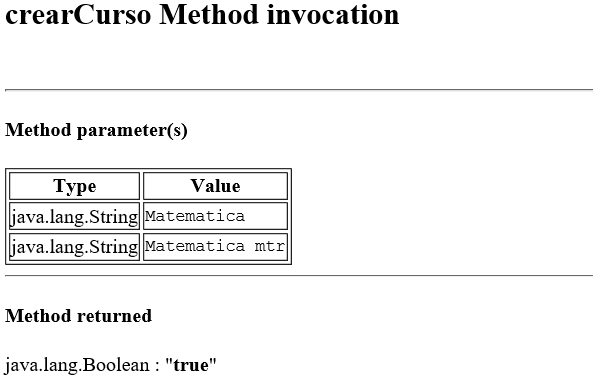 crearCurso Method invocation
Method parameter(s)
Type Value
java.lang.String Matematica
java.lang.String Matematica mtr
Method returned
java.lang.Boolean : "true"